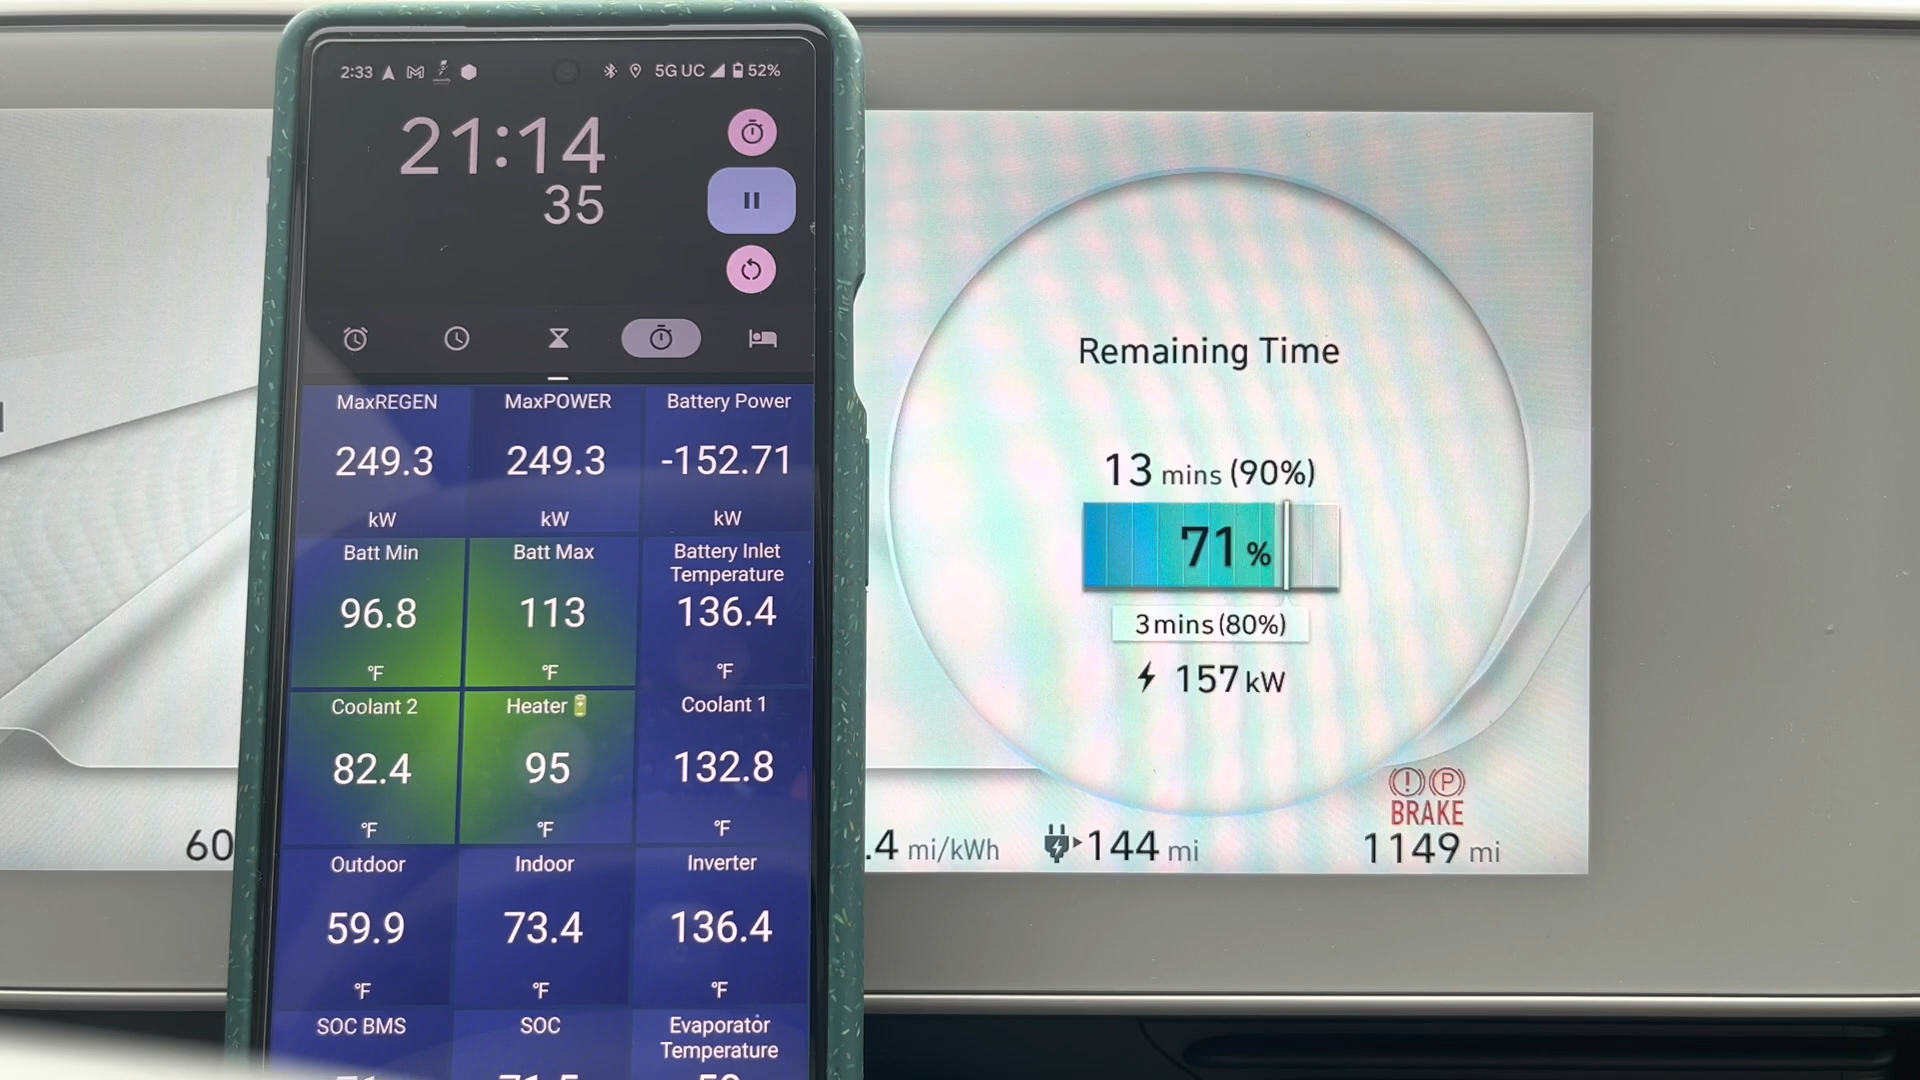 2:33 5G UC 52%
21:14
35
MaxREGEN MaxPOWER Battery Power
249.3 249.3 -152.71
kW kW kW
Batt Min Batt Max Battery Inlet
Temperature
96.8 113 136.4
°F °F °F
Coolant 2 Heater Coolant 1
82.4 95 132.8
°F °F °F
Outdoor Indoor Inverter
59.9 73.4 136.4
°F °F °F
SOC BMS SOC Evaporator
Temperature
Remaining Time
13 mins (90%)
71 %
3 mins (80%)
157 kW
P
BRAKE
60 .4 mi/kWh 144 mi 1149 mi